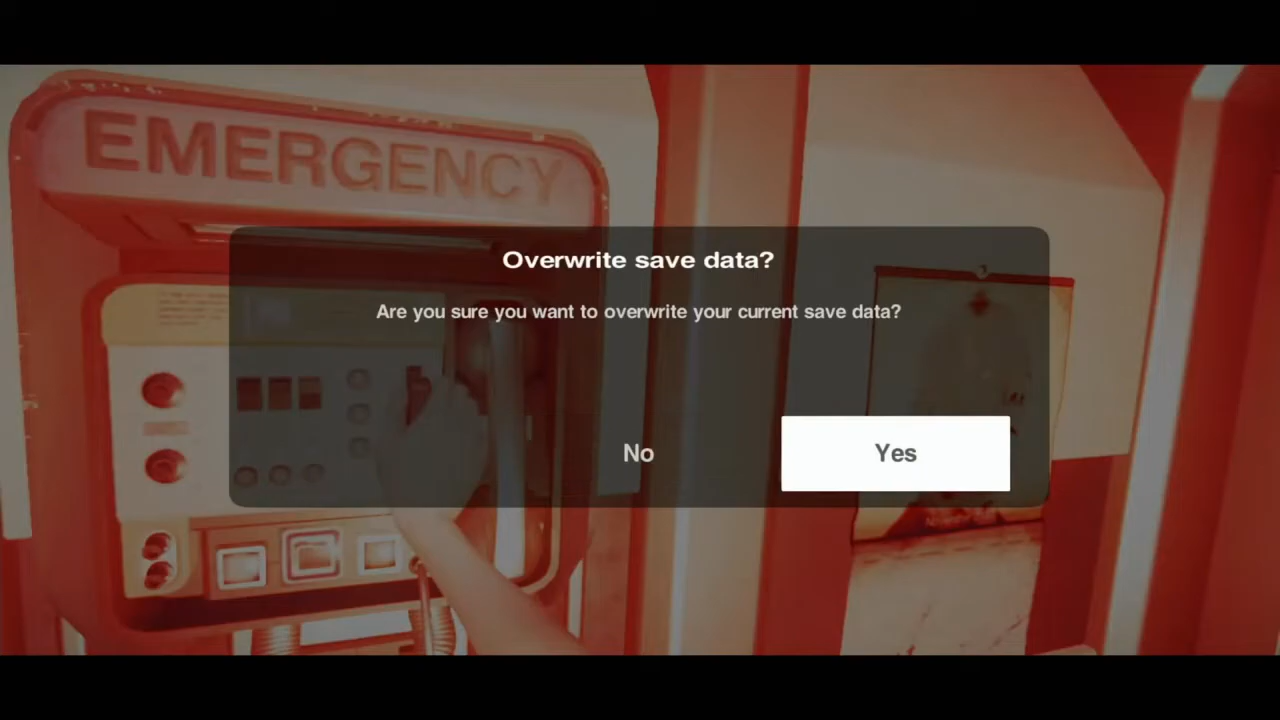 EMERGENCY
Overwrite save data?
Are you sure you want to overwrite your current save data?
No
Yes